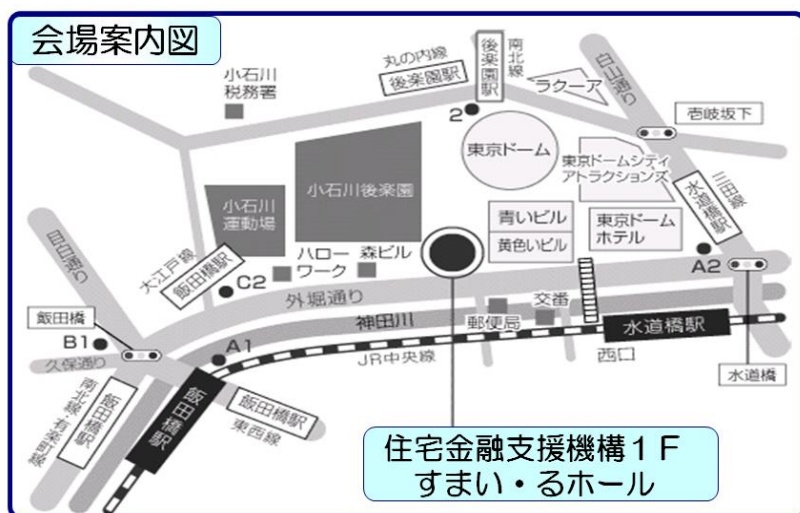 会場案内図
小石川
税務署
丸の内線
後楽園駅
後楽園駅
南北線
ラクーア
白山通り
壱岐坂下
2
東京ドーム
東京ドームシティ
アトラクションズ
三田線
水道橋駅
小石川後楽園
小石川
運動場
青いビル
黄色いビル
東京ドーム
ホテル
目白通り
大江戸線
飯田橋駅
C2
ハロー
ワーク
森ビル
A2
外堀通り
飯田橋
B1
久保通り
神田川
郵便局
交番
水道橋駅
A1
JR中央線
西口
水道橋
南北線・有楽町線
飯田橋駅
飯田橋駅
飯田橋駅
東西線
住宅金融支援機構1F
すまい・るホール